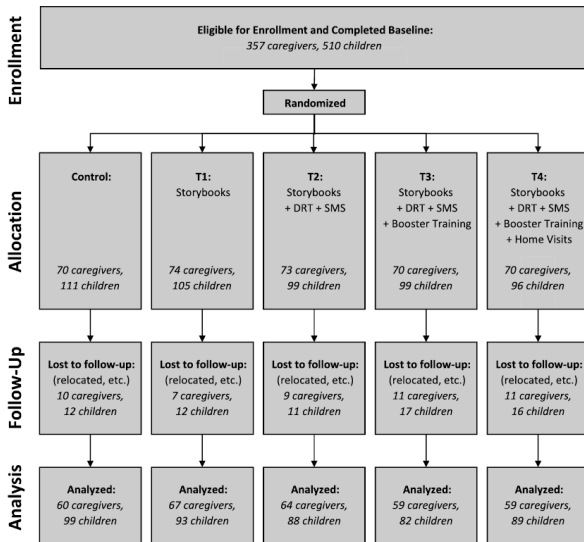 Enrollment
Eligible for Enrollment and Completed Baseline:
357 caregivers, 510 children
Randomized
Allocation
Control:
70 caregivers,
111 children
T1:
Storybooks
74 caregivers,
105 children
T2:
Storybooks
+ DRT + SMS
73 caregivers,
99 children
T3:
Storybooks
+ DRT + SMS
+ Booster Training
70 caregivers,
99 children
T4:
Storybooks
+ DRT + SMS
+ Booster Training
+ Home Visits
70 caregivers,
96 children
Follow-Up
Lost to follow-up:
(relocated, etc.)
10 caregivers,
12 children
Lost to follow-up:
(relocated, etc.)
7 caregivers,
12 children
Lost to follow-up:
(relocated, etc.)
9 caregivers,
11 children
Lost to follow-up:
(relocated, etc.)
11 caregivers,
17 children
Lost to follow-up:
(relocated, etc.)
11 caregivers,
16 children
Analysis
Analyzed:
60 caregivers,
99 children
Analyzed:
67 caregivers,
93 children
Analyzed:
64 caregivers,
88 children
Analyzed:
59 caregivers,
82 children
Analyzed:
59 caregivers,
89 children